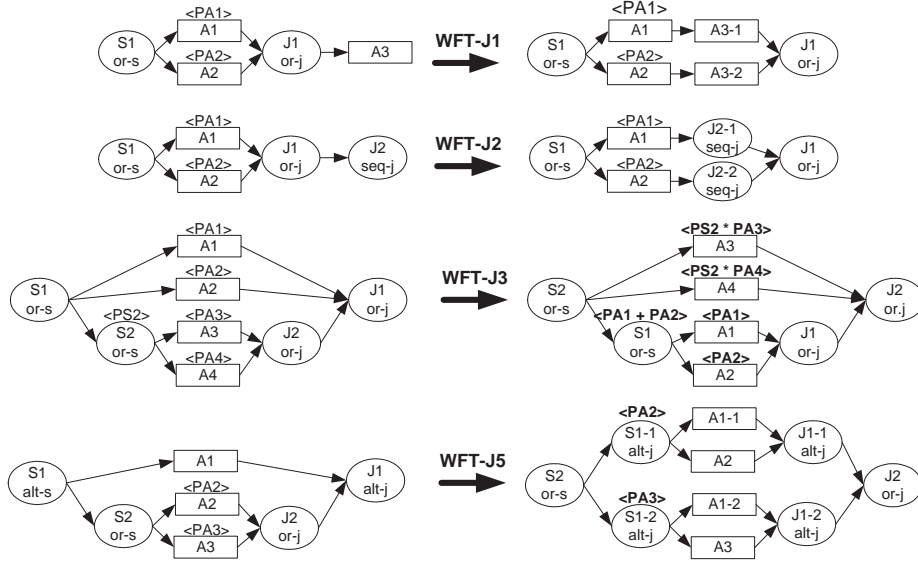 <PA1>
A1
S1
or-s
<PA2>
A2
J1
or-j
A3
WFT-J1
<PA1>
A1
A3-1
S1
or-s
<PA2>
A2
A3-2
J1
or-j
<PA1>
A1
S1
or-s
<PA2>
A2
J1
or-j
J2
seq-j
WFT-J2
<PA1>
A1
J2-1
seq-j
S1
or-s
<PA2>
A2
J2-2
seq-j
J1
or-j
<PA1>
A1
<PA2>
A2
S1
or-s
<PS2>
S2
or-s
<PA3>
A3
<PA4>
A4
J2
or-j
J1
or-j
WFT-J3
<PS2 * PA3>
A3
<PS2 * PA4>
A4
S2
or-s
<PA1 + PA2>
S1
or-s
<PA1>
A1
<PA2>
A2
J1
or-j
J2
or.j
A1
S1
alt-s
<PA2>
A2
S2
or-s
<PA3>
A3
J2
or-j
J1
alt-j
WFT-J5
<PA2>
S1-1
alt-j
A1-1
A2
J1-1
alt-j
S2
or-s
<PA3>
S1-2
alt-j
A1-2
A3
J1-2
alt-j
J2
or-j